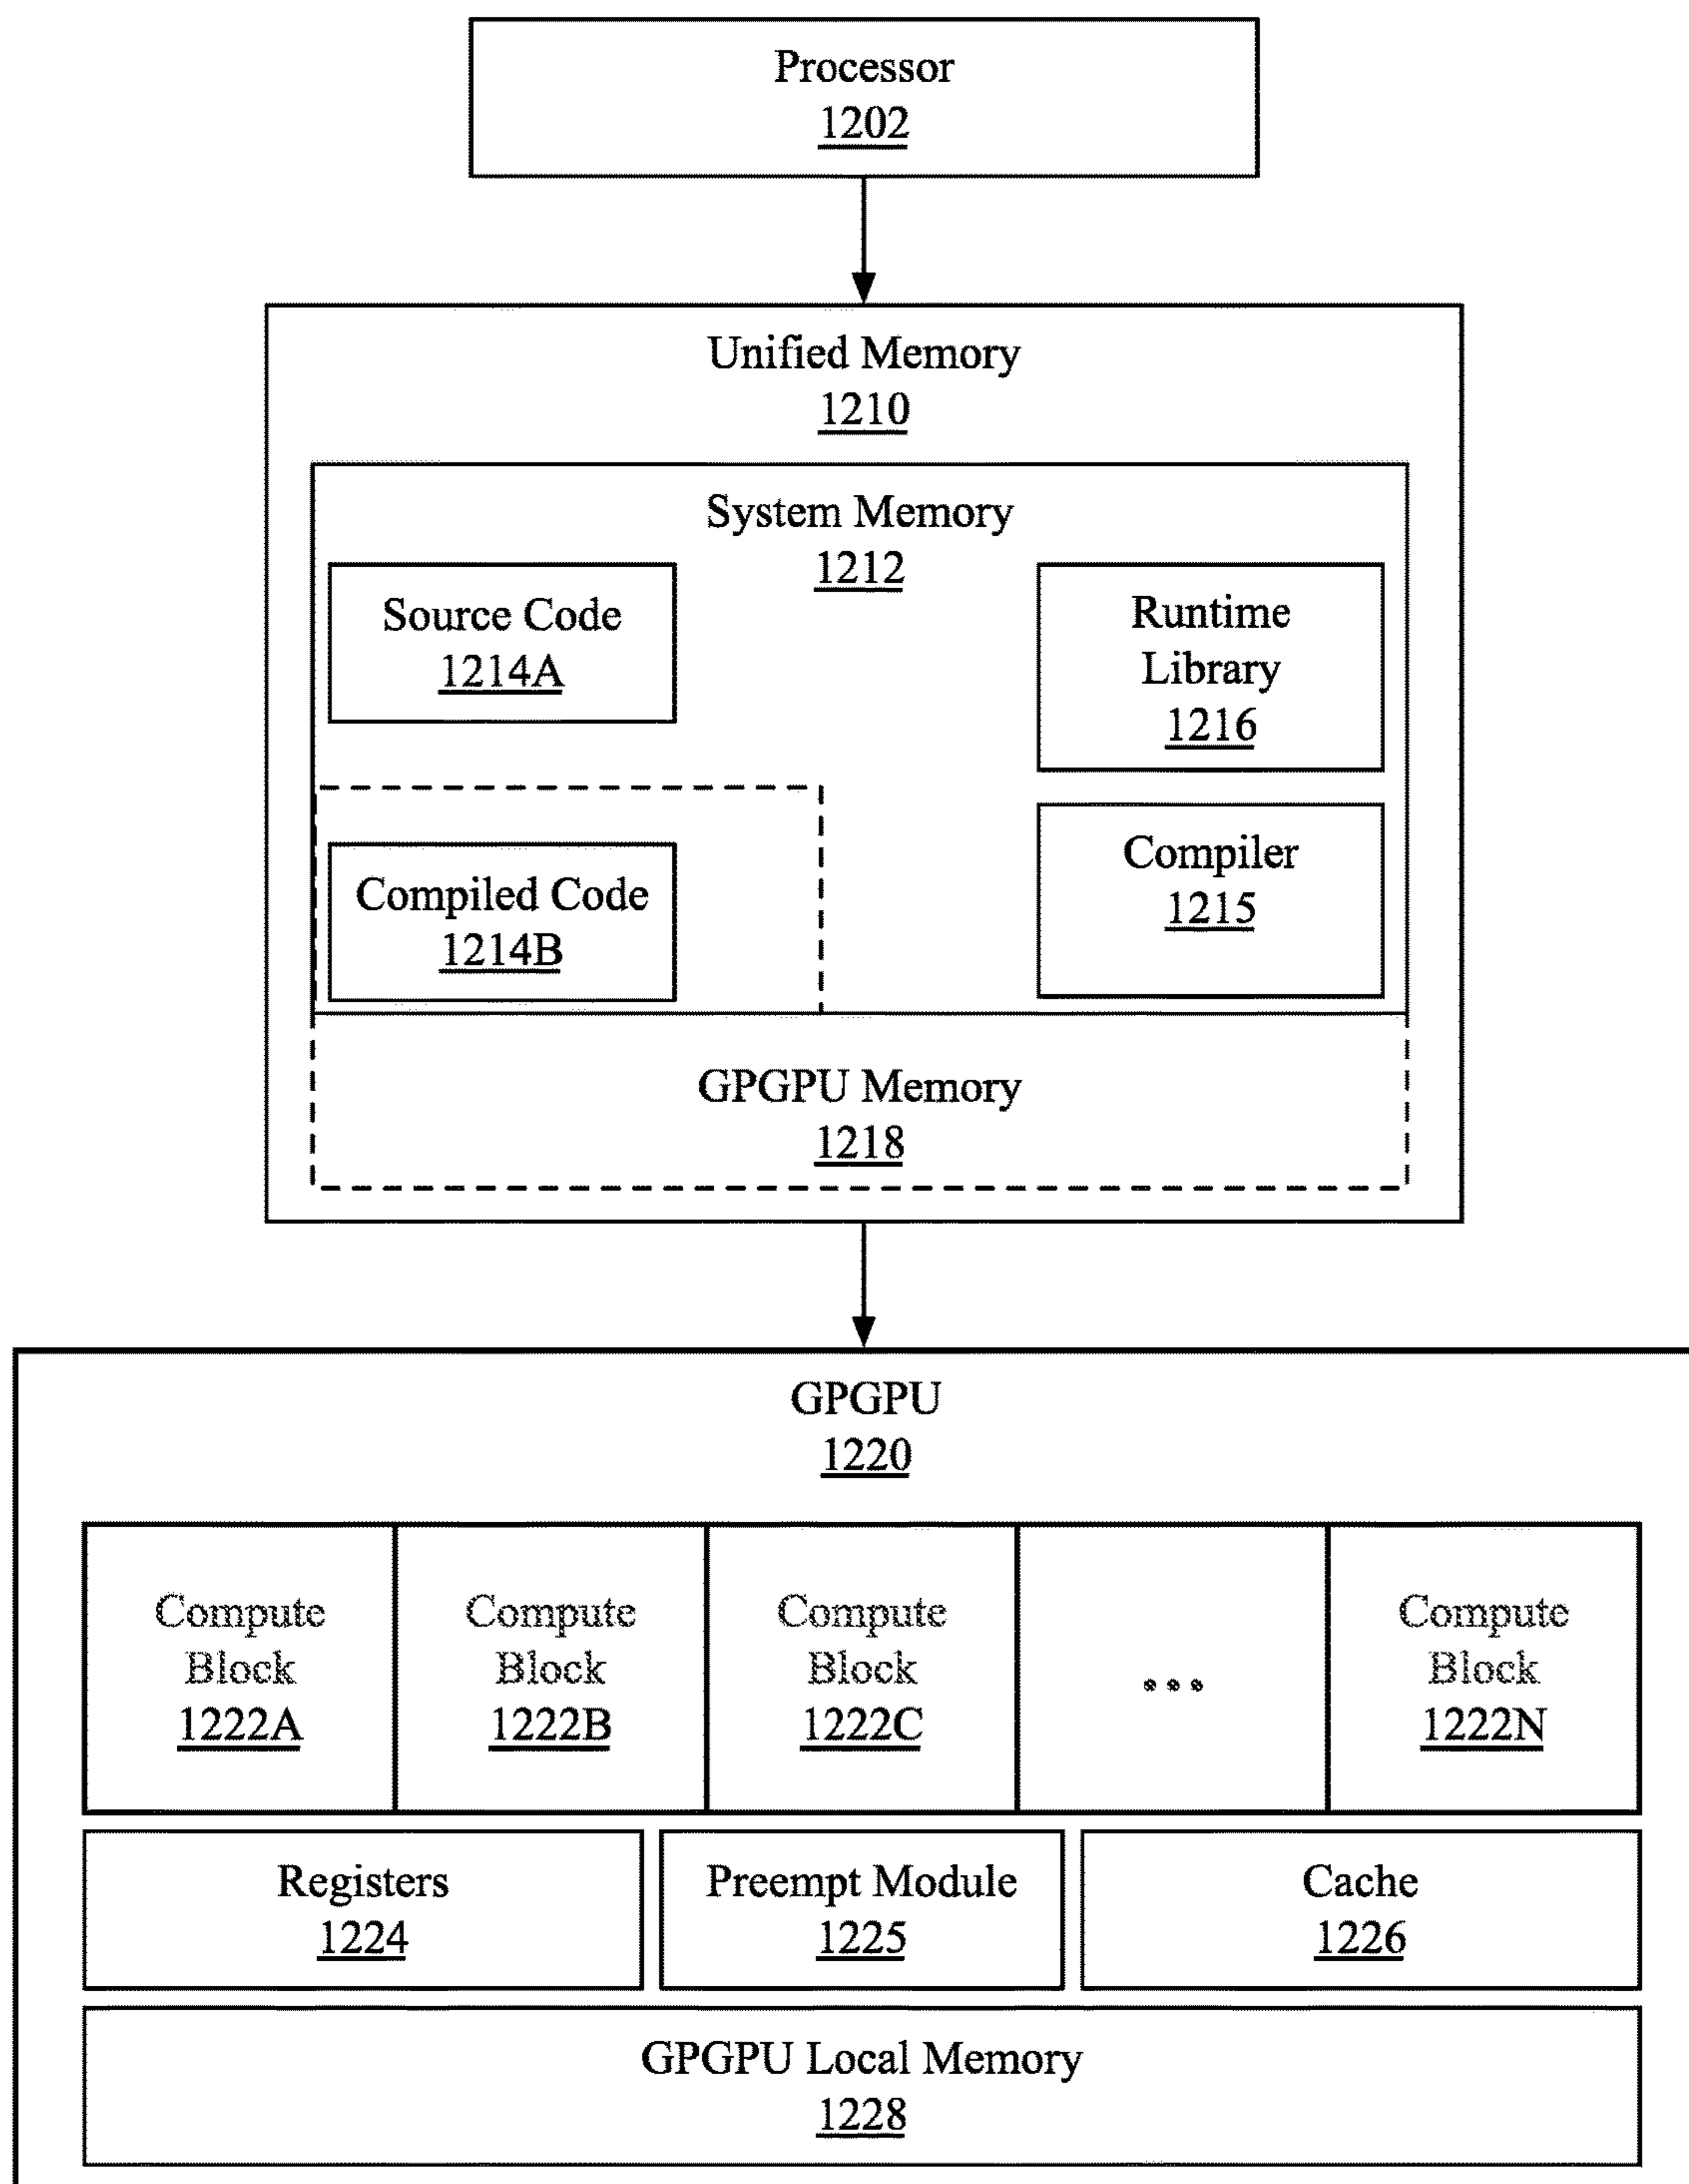 Processor
1202
Unified Memory
1210
System Memory
1212
Source Code
1214A
Runtime
Library
1216
Compiled Code
1214B
Compiler
1215
GPGPU Memory
1218
GPGPU
1220
Compute
Block
1222A
Compute
Block
1222B
Compute
Block
1222C
...
Compute
Block
1222N
Registers
1224
Preempt Module
1225
Cache
1226
GPGPU Local Memory
1228